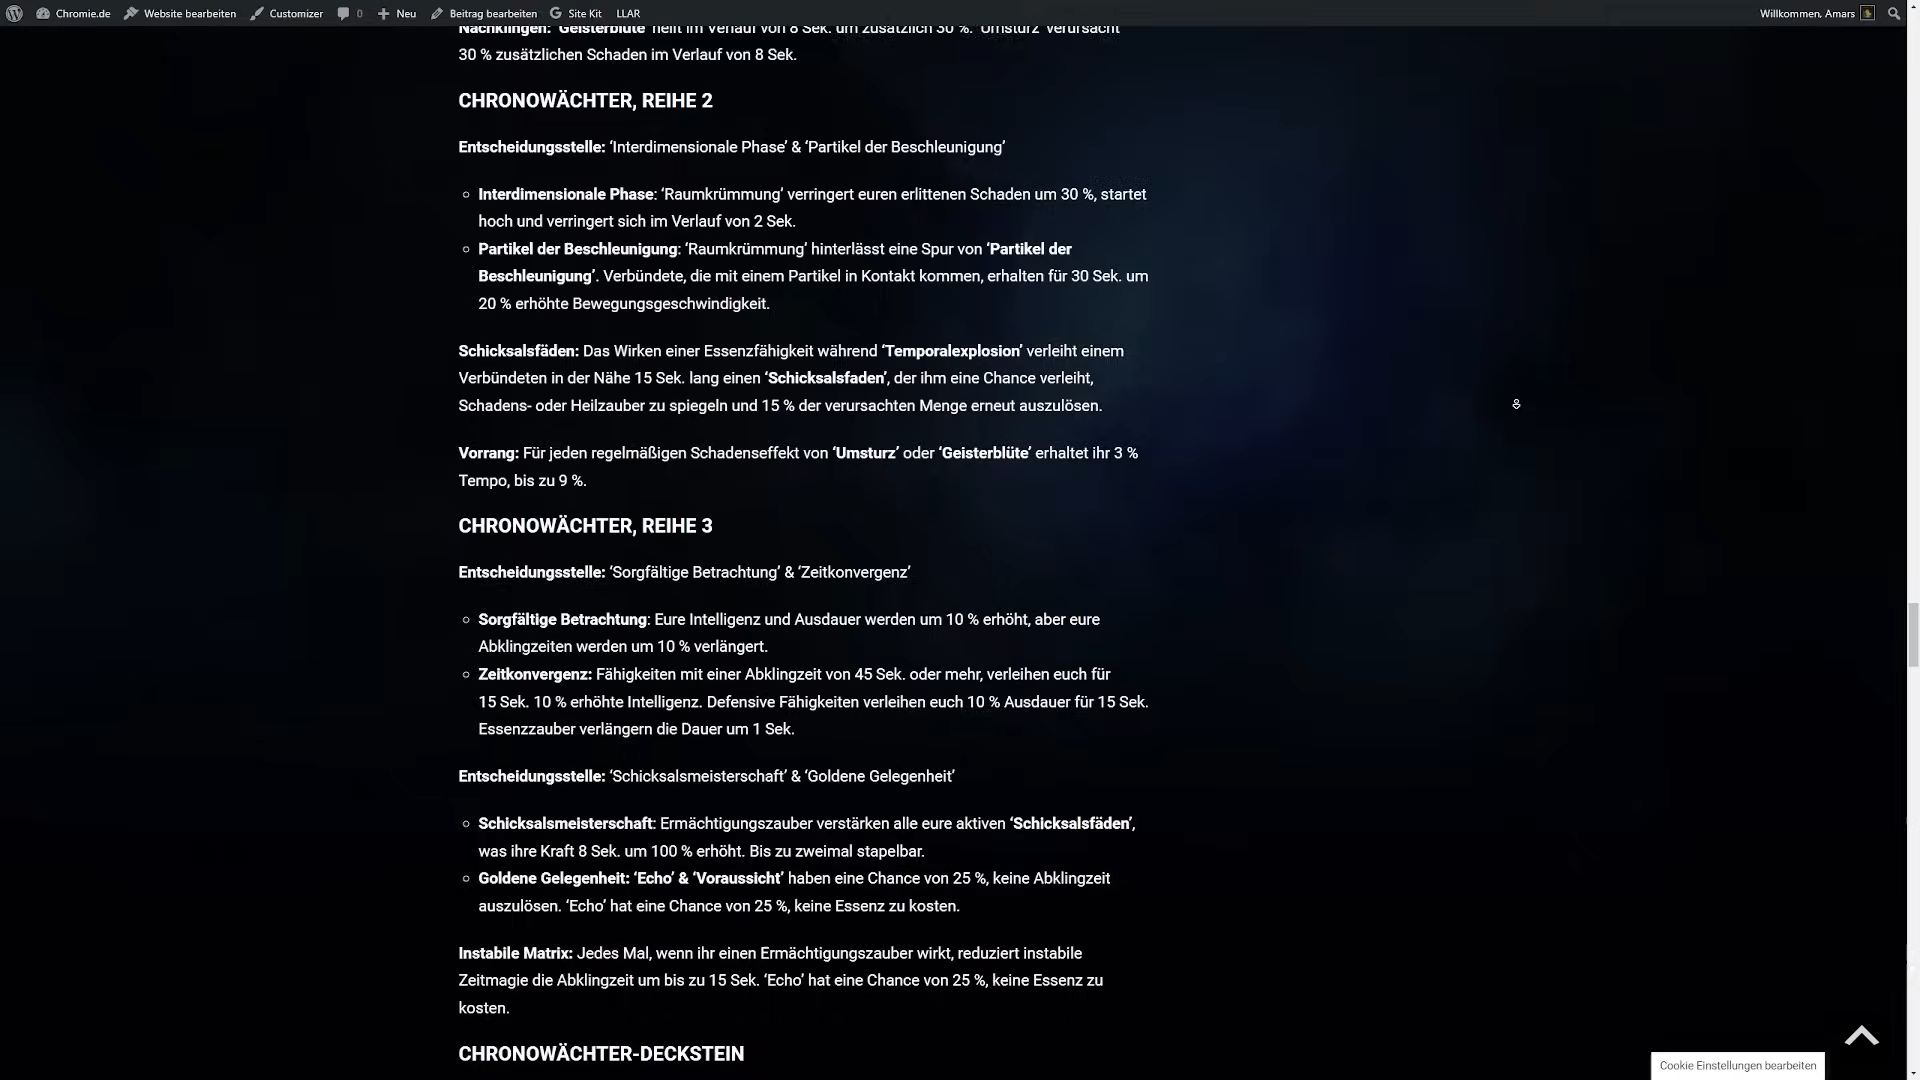 Chromie.de Website bearbeiten Customizer 0 Neu Beitrag bearbeiten Site Kit LLAR Willkommen, Amars
Nachklingen: ‘Geisterblüte’ heilt im Verlauf von 8 Sek. um zusätzlich 30 %. ‘Umsturz’ verursacht
30 % zusätzlichen Schaden im Verlauf von 8 Sek.
CHRONOWÄCHTER, REIHE 2
Entscheidungsstelle: ‘Interdimensionale Phase’ & ‘Partikel der Beschleunigung’
Interdimensionale Phase: ‘Raumkrümmung’ verringert euren erlittenen Schaden um 30 %, startet
hoch und verringert sich im Verlauf von 2 Sek.
Partikel der Beschleunigung: ‘Raumkrümmung’ hinterlässt eine Spur von ‘Partikel der
Beschleunigung’. Verbündete, die mit einem Partikel in Kontakt kommen, erhalten für 30 Sek. um
20 % erhöhte Bewegungsgeschwindigkeit.
Schicksalsfäden: Das Wirken einer Essenzfähigkeit während ‘Temporalexplosion’ verleiht einem
Verbündeten in der Nähe 15 Sek. lang einen ‘Schicksalsfaden’, der ihm eine Chance verleiht,
Schadens- oder Heilzauber zu spiegeln und 15 % der verursachten Menge erneut auszulösen.
Vorrang: Für jeden regelmäßigen Schadenseffekt von ‘Umsturz’ oder ‘Geisterblüte’ erhaltet ihr 3 %
Tempo, bis zu 9 %.
CHRONOWÄCHTER, REIHE 3
Entscheidungsstelle: ‘Sorgfältige Betrachtung’ & ‘Zeitkonvergenz’
Sorgfältige Betrachtung: Eure Intelligenz und Ausdauer werden um 10 % erhöht, aber eure
Abklingzeiten werden um 10 % verlängert.
Zeitkonvergenz: Fähigkeiten mit einer Abklingzeit von 45 Sek. oder mehr, verleihen euch für
15 Sek. 10 % erhöhte Intelligenz. Defensive Fähigkeiten verleihen euch 10 % Ausdauer für 15 Sek.
Essenzzauber verlängern die Dauer um 1 Sek.
Entscheidungsstelle: ‘Schicksalsmeisterschaft’ & ‘Goldene Gelegenheit’
Schicksalsmeisterschaft: Ermächtigungszauber verstärken alle eure aktiven ‘Schicksalsfäden’,
was ihre Kraft 8 Sek. um 100 % erhöht. Bis zu zweimal stapelbar.
Goldene Gelegenheit: ‘Echo’ & ‘Voraussicht’ haben eine Chance von 25 %, keine Abklingzeit
auszulösen. ‘Echo’ hat eine Chance von 25 %, keine Essenz zu kosten.
Instabile Matrix: Jedes Mal, wenn ihr einen Ermächtigungszauber wirkt, reduziert instabile
Zeitmagie die Abklingzeit um bis zu 15 Sek. ‘Echo’ hat eine Chance von 25 %, keine Essenz zu
kosten.
CHRONOWÄCHTER-DECKSTEIN
Cookie Einstellungen bearbeiten